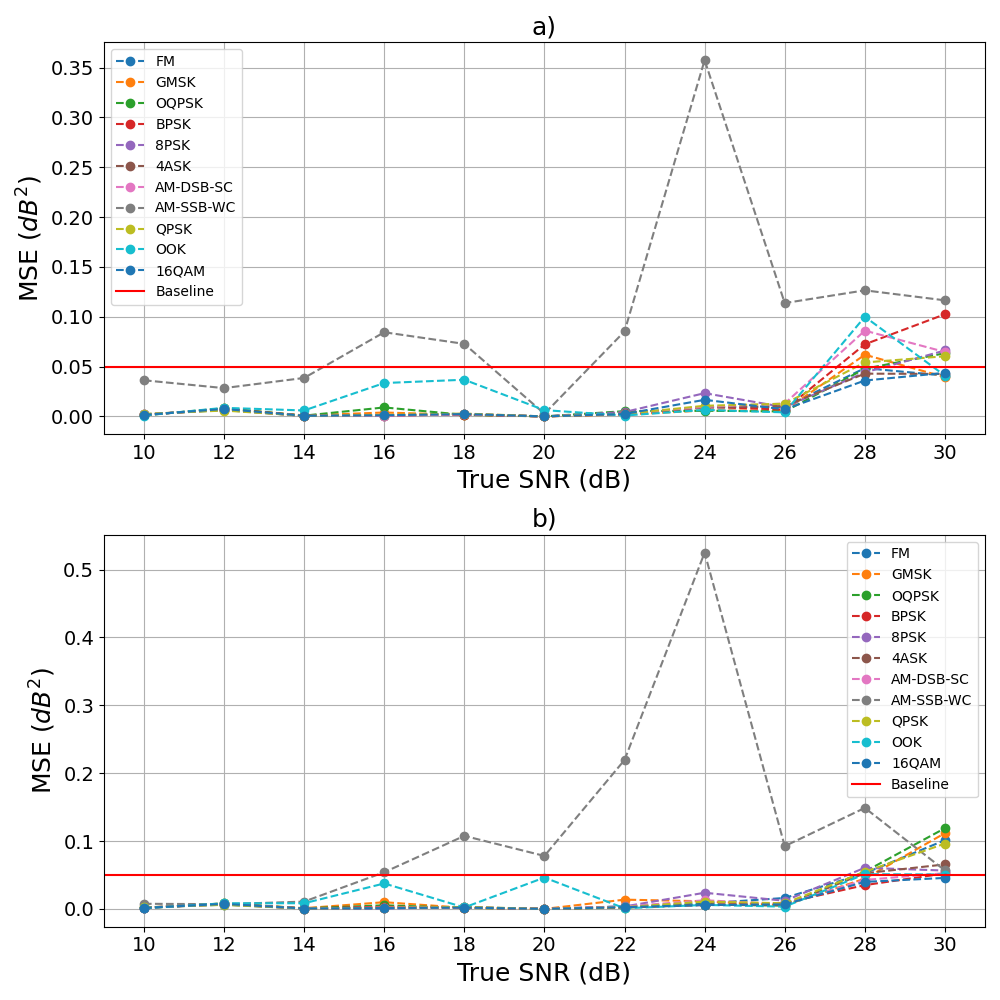 a)
MSE (dB²)
0.35
0.30
0.25
0.20
0.15
0.10
0.05
0.00
FM
GMSK
OQPSK
BPSK
8PSK
4ASK
AM-DSB-SC
AM-SSB-WC
QPSK
OOK
16QAM
Baseline
10 12 14 16 18 20 22 24 26 28 30
True SNR (dB)
b)
MSE (dB²)
0.5
0.4
0.3
0.2
0.1
0.0
FM
GMSK
OQPSK
BPSK
8PSK
4ASK
AM-DSB-SC
AM-SSB-WC
QPSK
OOK
16QAM
Baseline
10 12 14 16 18 20 22 24 26 28 30
True SNR (dB)